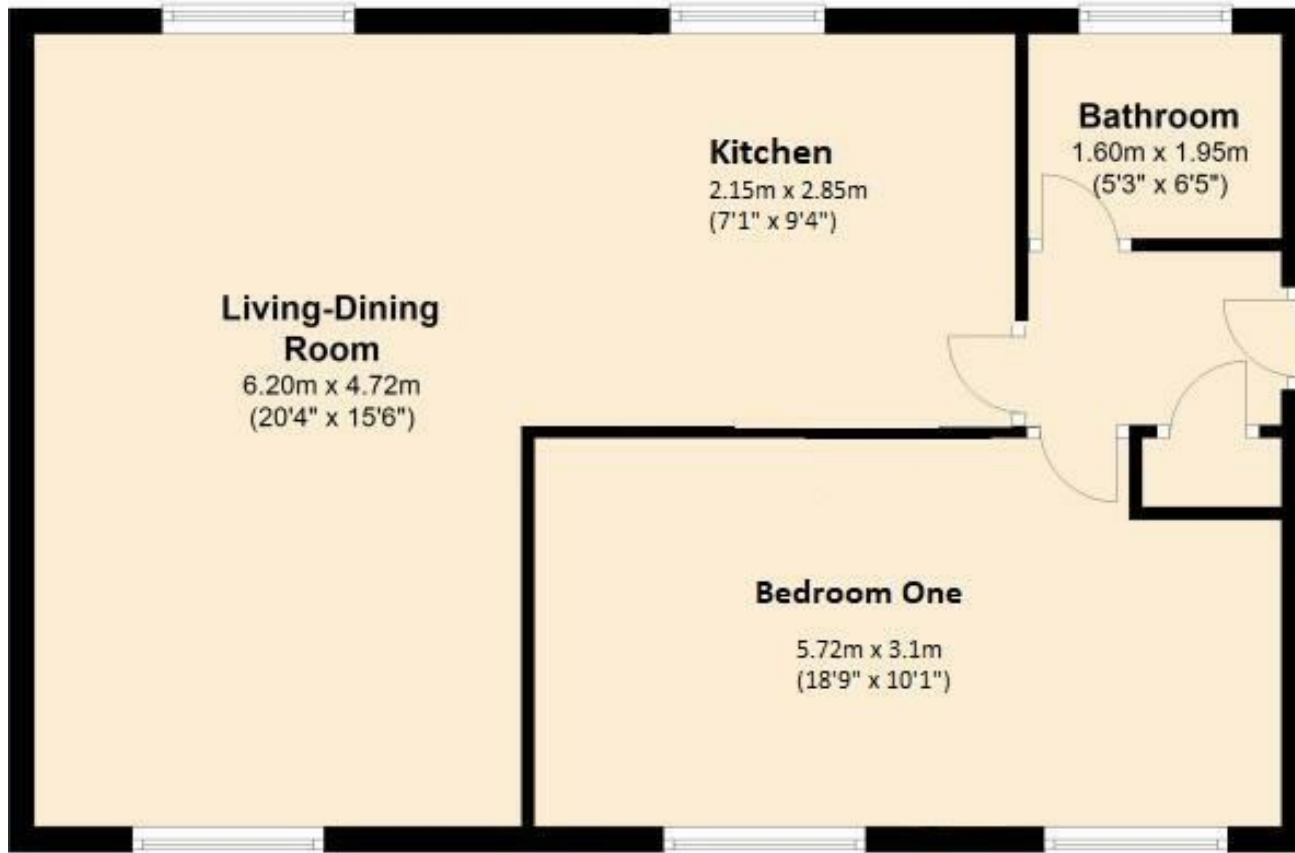 Bathroom
1.60m x 1.95m
(5'3" x 6'5")
Kitchen
2.15m x 2.85m
(7'1" x 9'4")
Living-Dining
Room
6.20m x 4.72m
(20'4" x 15'6")
Bedroom One
5.72m x 3.1m
(18'9" x 10'1")